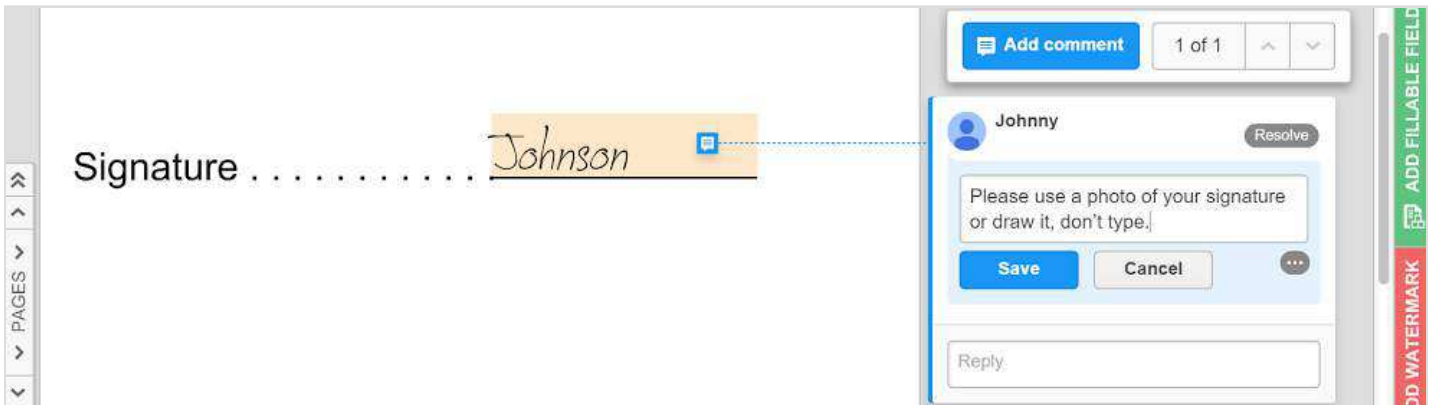 Add comment
1 of 1
Johnny
Resolve
Signature . . . . . . . . . . . . Johnson
Please use a photo of your signature
or draw it, don't type.
Save
Cancel
Reply
PAGES
ADD FILLABLE FIELD
WATERMARK